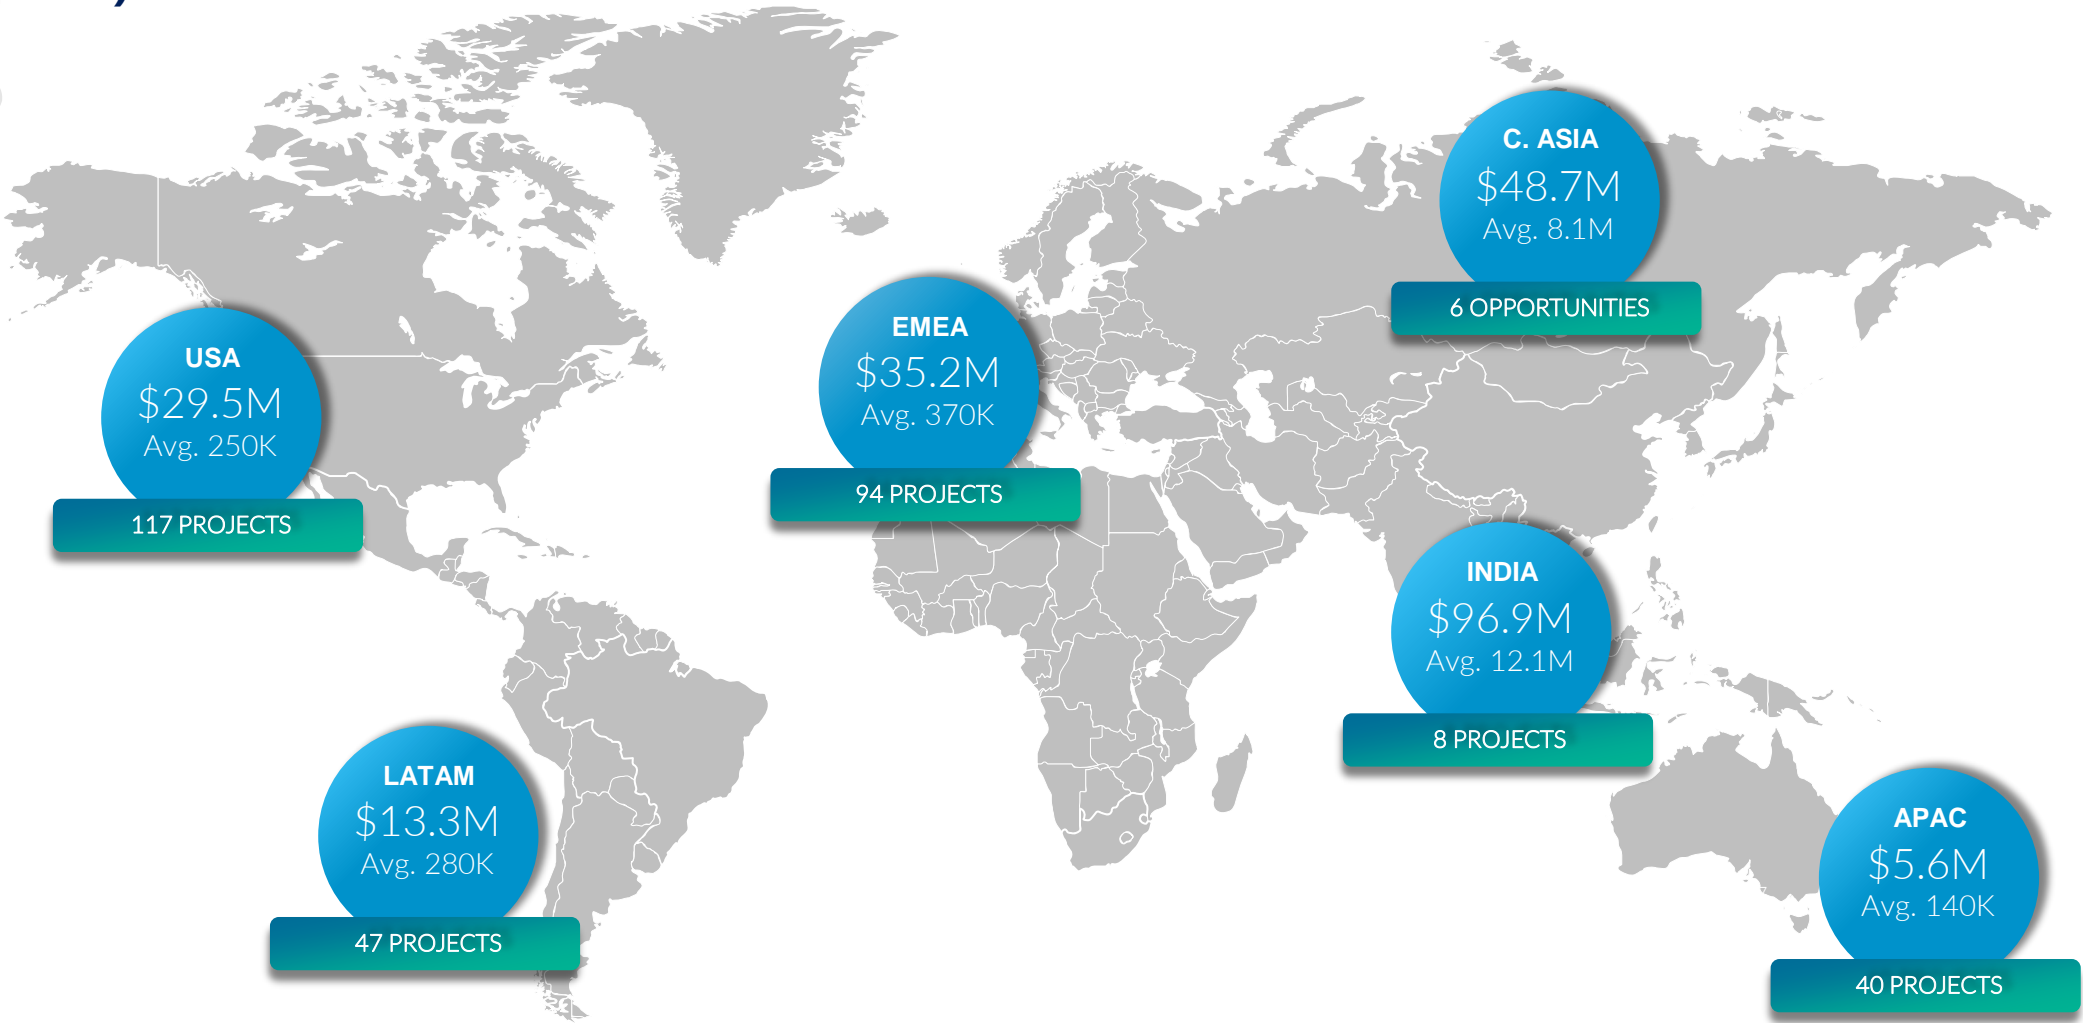 C. ASIA
$48.7M
Avg. 8.1M
6 OPPORTUNITIES
EMEA
$35.2M
Avg. 370K
94 PROJECTS
USA
$29.5M
Avg. 250K
117 PROJECTS
INDIA
$96.9M
Avg. 12.1M
8 PROJECTS
LATAM
$13.3M
Avg. 280K
47 PROJECTS
APAC
$5.6M
Avg. 140K
40 PROJECTS